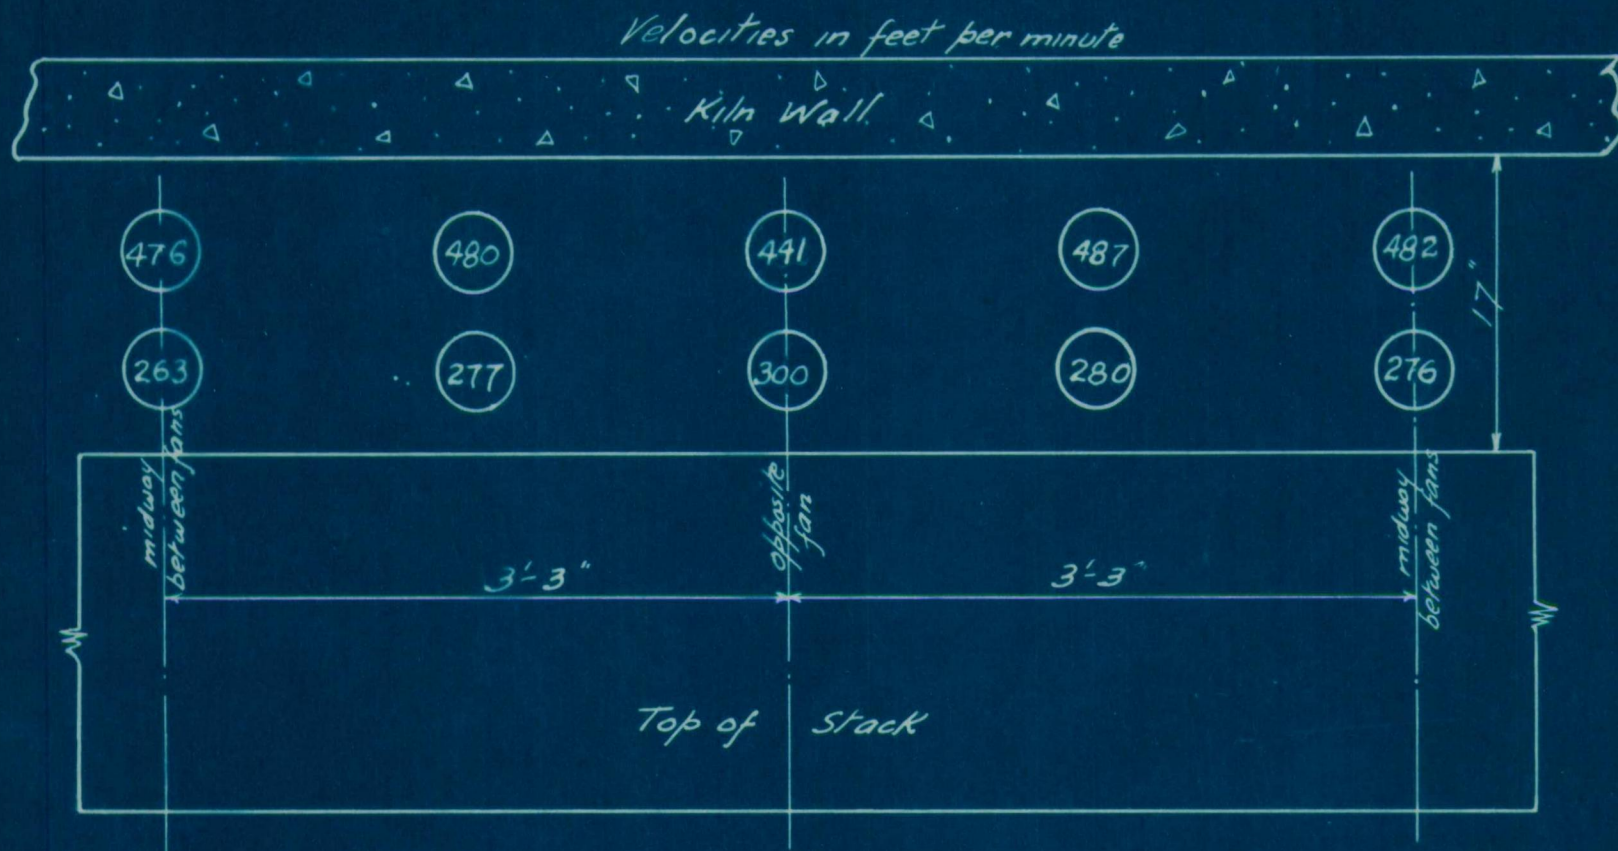 Velocities in feet per minute
Kiln Wall
476 480 441 487 482
17"
263 277 300 280 276
midway
between fans
opposite
fan
midway
between fans
3'-3" 3'-3"
Top of Stack